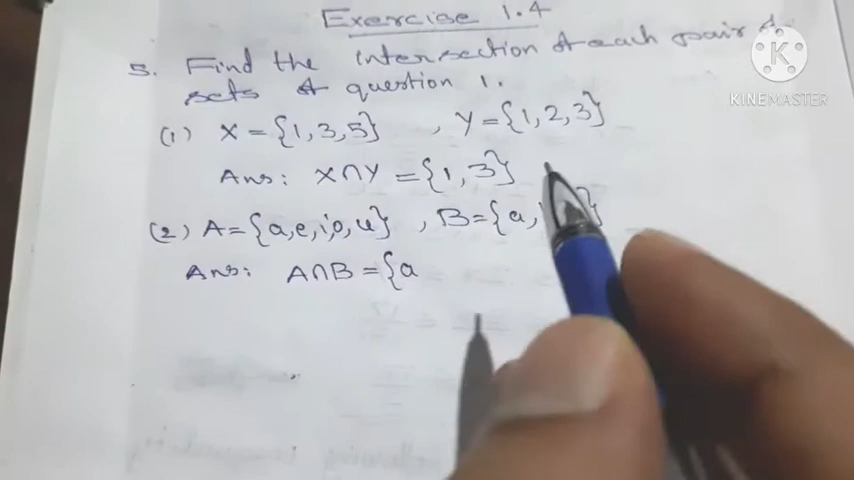 Exercise 1.4
5. Find the intersection of each pair of
sets of question 1.
(1) X = {1, 3, 5} , Y = {1, 2, 3}
Ans: X∩Y = {1, 3}
(2) A = {a, e, i, o, u} , B = {a, }
Ans: A∩B = {a
K
KINEMASTER